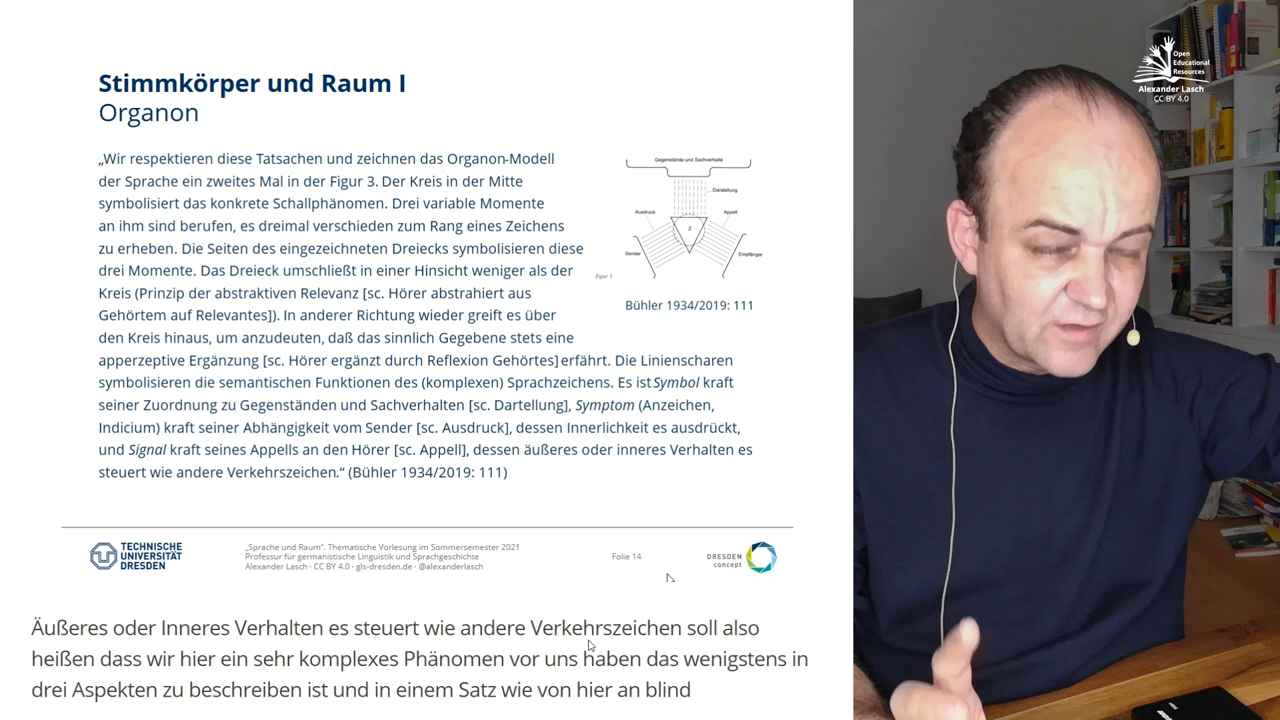 Stimmkörper und Raum I
Organon
„Wir respektieren diese Tatsachen und zeichnen das Organon-Modell
der Sprache ein zweites Mal in der Figur 3. Der Kreis in der Mitte
symbolisiert das konkrete Schallphänomen. Drei variable Momente
an ihm sind berufen, es dreimal verschieden zum Rang eines Zeichens
zu erheben. Die Seiten des eingezeichneten Dreiecks symbolisieren diese
drei Momente. Das Dreieck umschließt in einer Hinsicht weniger als der
Kreis (Prinzip der abstraktiven Relevanz [sc. Hörer abstrahiert aus
Gehörtem auf Relevantes]). In anderer Richtung wieder greift es über
den Kreis hinaus, um anzudeuten, daß das sinnlich Gegebene stets eine
apperzeptive Ergänzung [sc. Hörer ergänzt durch Reflexion Gehörtes] erfährt. Die Linienscharen
symbolisieren die semantischen Funktionen des (komplexen) Sprachzeichens. Es ist Symbol kraft
seiner Zuordnung zu Gegenständen und Sachverhalten [sc. Dartellung], Symptom (Anzeichen,
Indicium) kraft seiner Abhängigkeit vom Sender [sc. Ausdruck], dessen Innerlichkeit es ausdrückt,
und Signal kraft seines Appells an den Hörer [sc. Appell], dessen äußeres oder inneres Verhalten es
steuert wie andere Verkehrszeichen.“ (Bühler 1934/2019: 111)
Gegenstände und Sachverhalte
Darstellung
Ausdruck
Appell
Z
Sender
Empfänger
Figur 3
Bühler 1934/2019: 111
TECHNISCHE
UNIVERSITÄT
DRESDEN
„Sprache und Raum“. Thematische Vorlesung im Sommersemester 2021
Professur für germanistische Linguistik und Sprachgeschichte
Alexander Lasch · CC BY 4.0 · gls-dresden.de · @alexanderlasch
Folie 14
DRESDEN
concept
Äußeres oder Inneres Verhalten es steuert wie andere Verkehrszeichen soll also
heißen dass wir hier ein sehr komplexes Phänomen vor uns haben das wenigstens in
drei Aspekten zu beschreiben ist und in einem Satz wie von hier an blind
Open
Educational
Resources
Alexander Lasch
CC BY 4.0